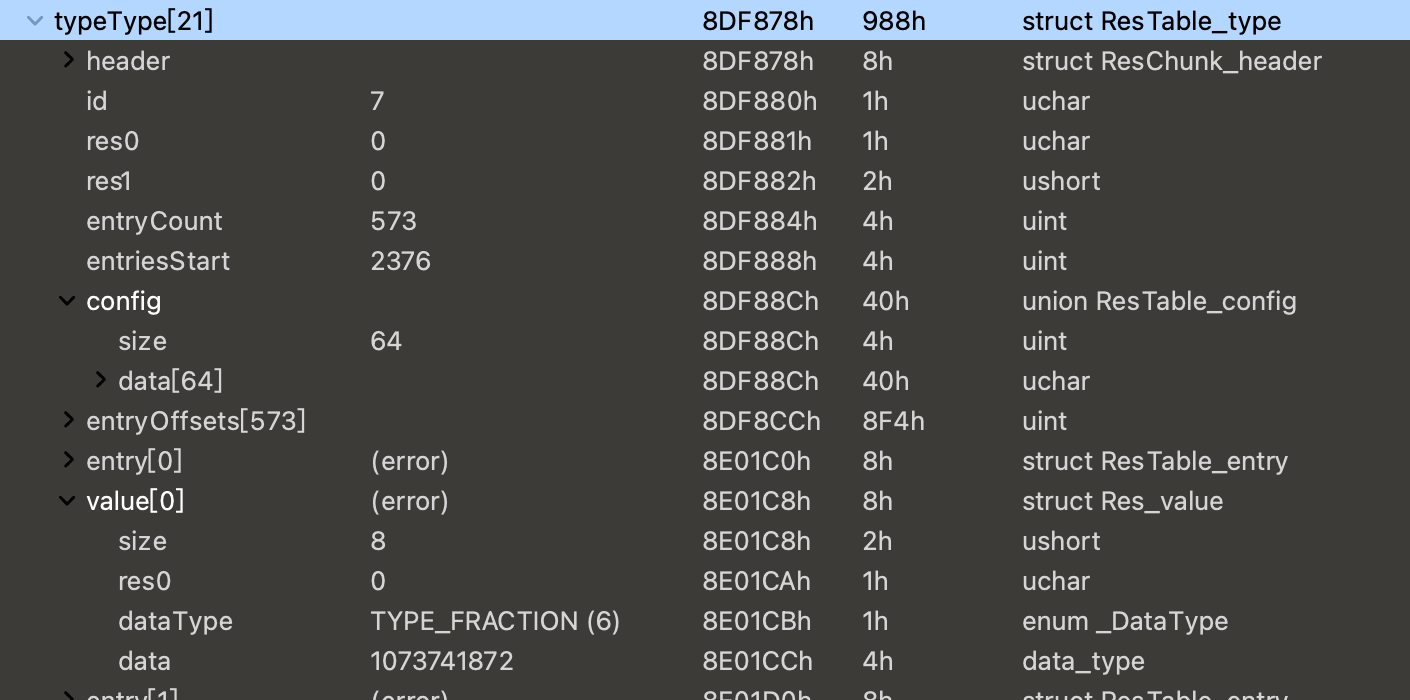 typeType[21] 8DF878h 988h struct ResTable_type
header 8DF878h 8h struct ResChunk_header
id 7 8DF880h 1h uchar
res0 0 8DF881h 1h uchar
res1 0 8DF882h 2h ushort
entryCount 573 8DF884h 4h uint
entriesStart 2376 8DF888h 4h uint
config 8DF88Ch 40h union ResTable_config
size 64 8DF88Ch 4h uint
data[64] 8DF88Ch 40h uchar
entryOffsets[573] 8DF8CCh 8F4h uint
entry[0] (error) 8E01C0h 8h struct ResTable_entry
value[0] (error) 8E01C8h 8h struct Res_value
size 8 8E01C8h 2h ushort
res0 0 8E01CAh 1h uchar
dataType TYPE_FRACTION (6) 8E01CBh 1h enum _DataType
data 1073741872 8E01CCh 4h data_type
entry[1] (error) 8E01D0h 8h struct ResTable_entry